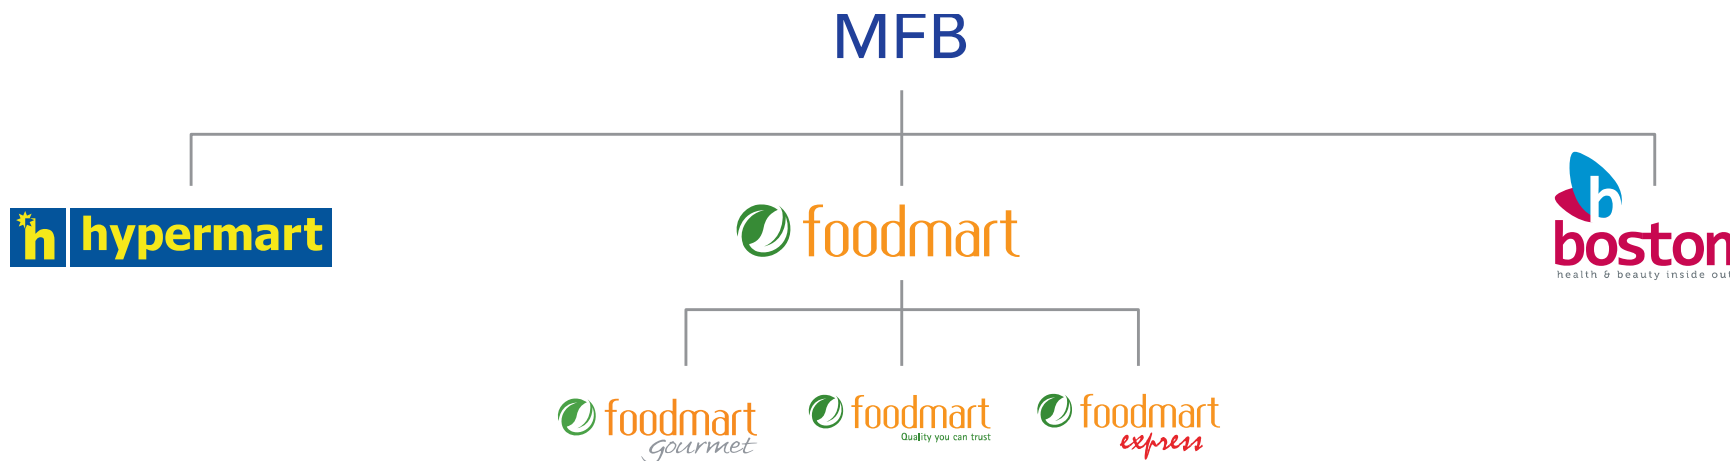 MFB
h hypermart
foodmart
b
boston
health & beauty inside out
foodmart
gourmet
foodmart
Quality you can trust
foodmart
express